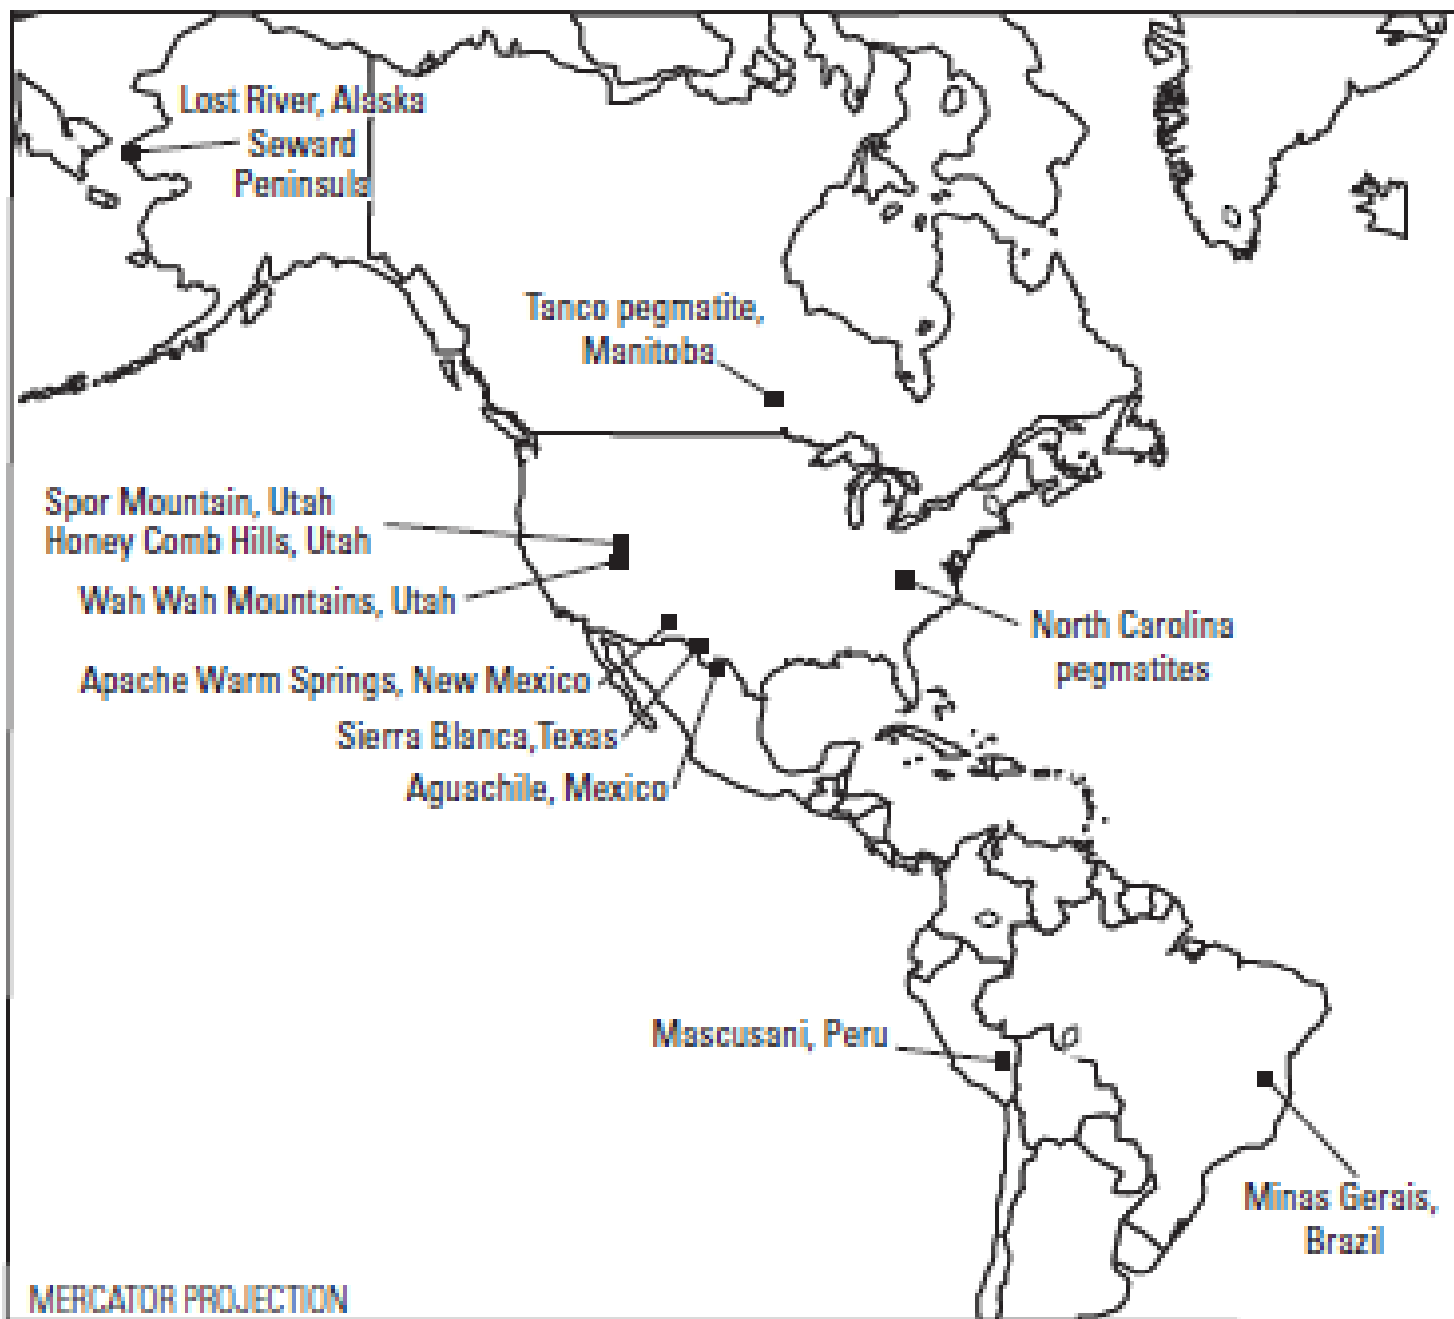 Lost River, Alaska
Seward
Peninsula
Tanco pegmatite,
Manitoba
Spor Mountain, Utah
Honey Comb Hills, Utah
Wah Wah Mountains, Utah
North Carolina
pegmatites
Apache Warm Springs, New Mexico
Sierra Blanca,Texas
Aguachile, Mexico
Mascusani, Peru
Minas Gerais,
Brazil
MERCATOR PROJECTION